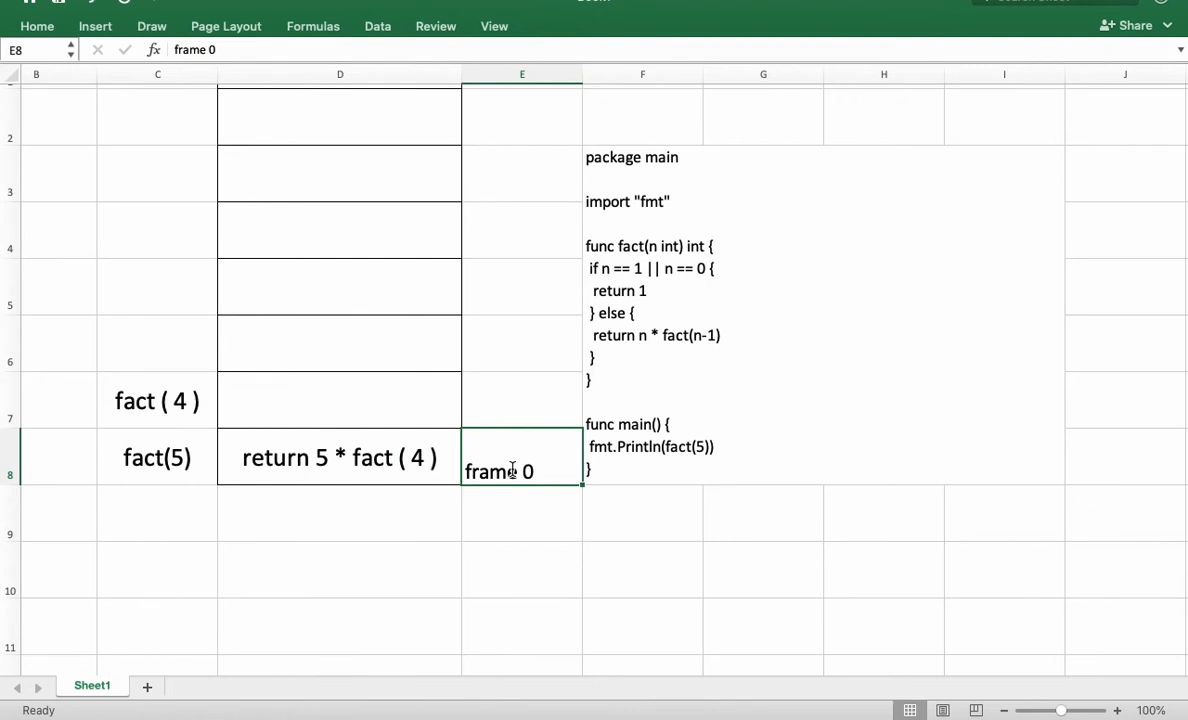 Home Insert Draw Page Layout Formulas Data Review View Share
E8 fx frame 0
B C D E F G H I J
2
3
4
5
6
7
8
9
10
11
package main
import "fmt"
func fact(n int) int {
if n == 1 || n == 0 {
return 1
} else {
return n * fact(n-1)
}
}
func main() {
fmt.Println(fact(5))
}
fact ( 4 )
fact(5) return 5 * fact ( 4 ) frame 0
Sheet1
Ready 100%